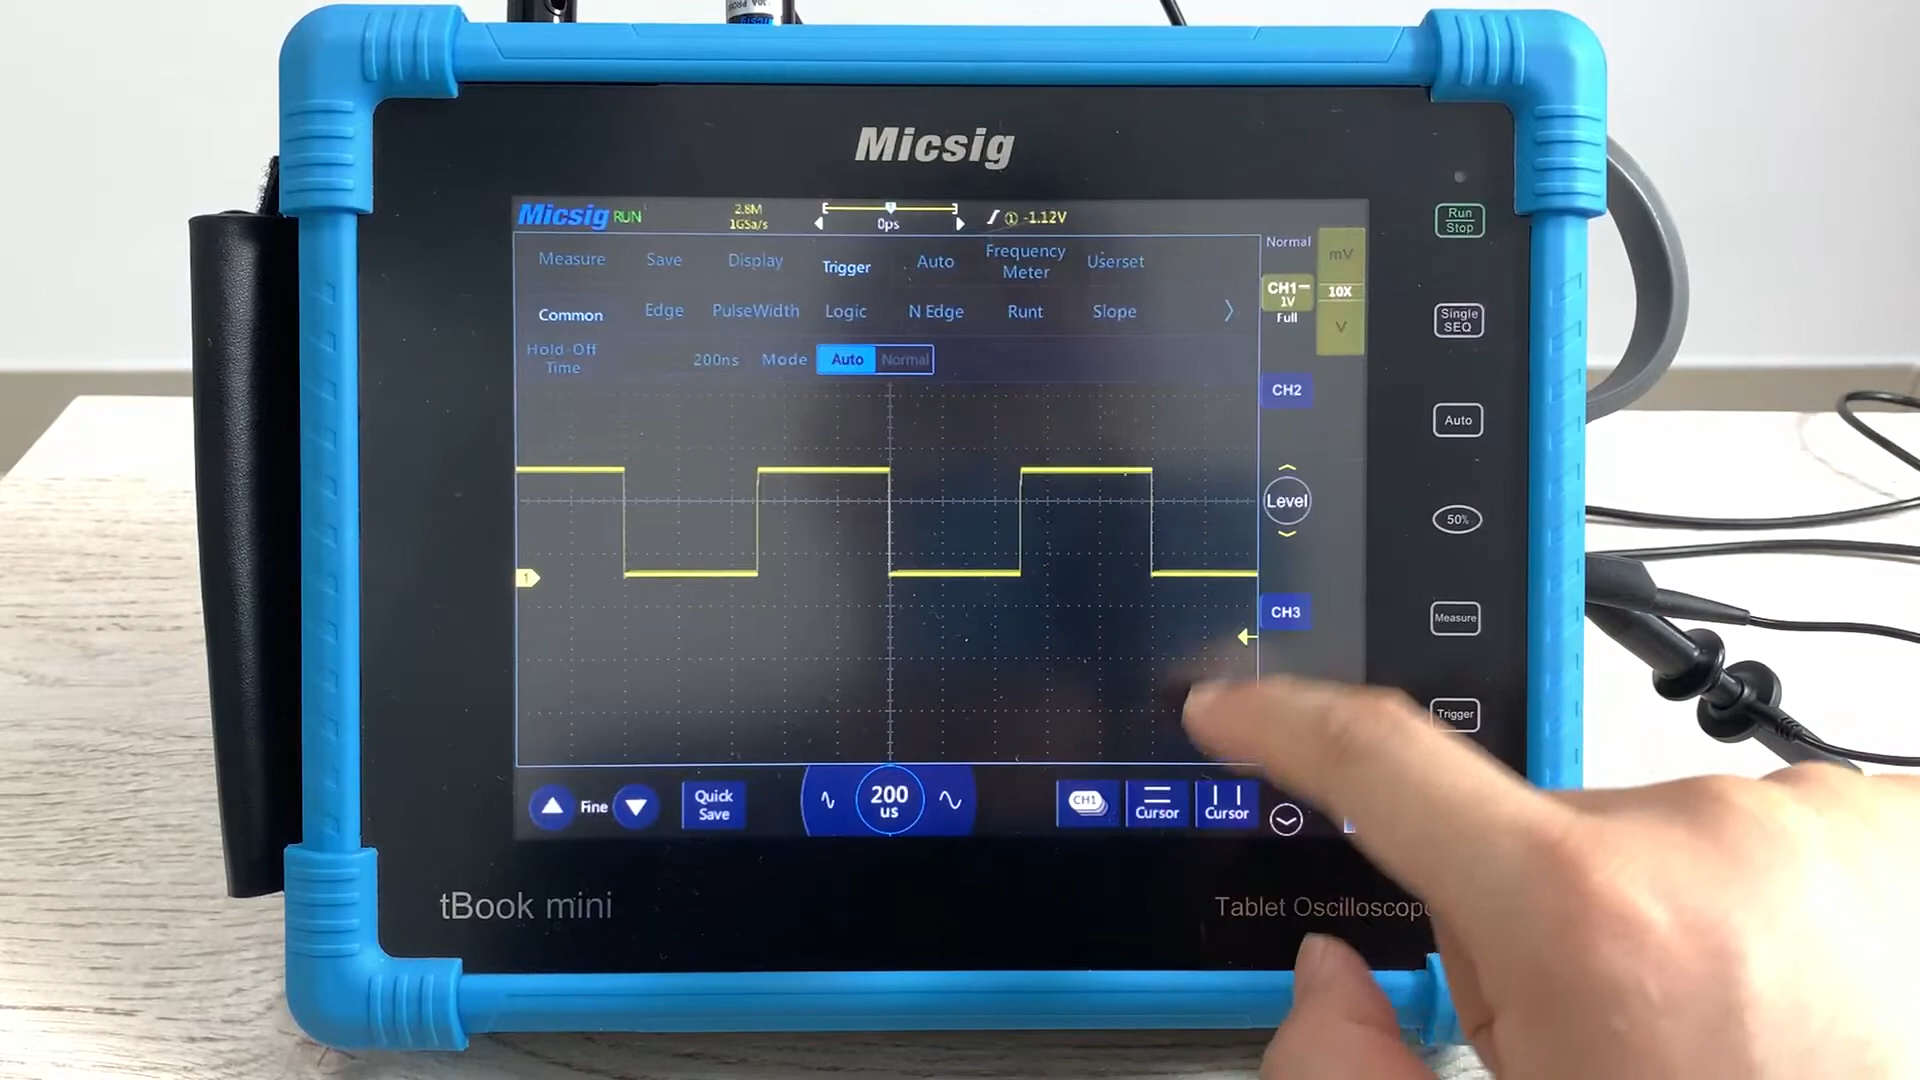 Micsig
Micsig RUN 2.8M 1GSa/s 0ps ① -1.12V
Measure Save Display Trigger Auto Frequency Meter Userset
Common Edge PulseWidth Logic N Edge Runt Slope
Hold-Off Time 200ns Mode Auto Normal
Normal
CH1
1V
Full
mV
10X
V
CH2
Level
CH3
1
Fine
Quick Save
200 us
CH1
Cursor
Cursor
Run Stop
Single SEQ
Auto
50%
Measure
Trigger
tBook mini
Tablet Oscilloscope